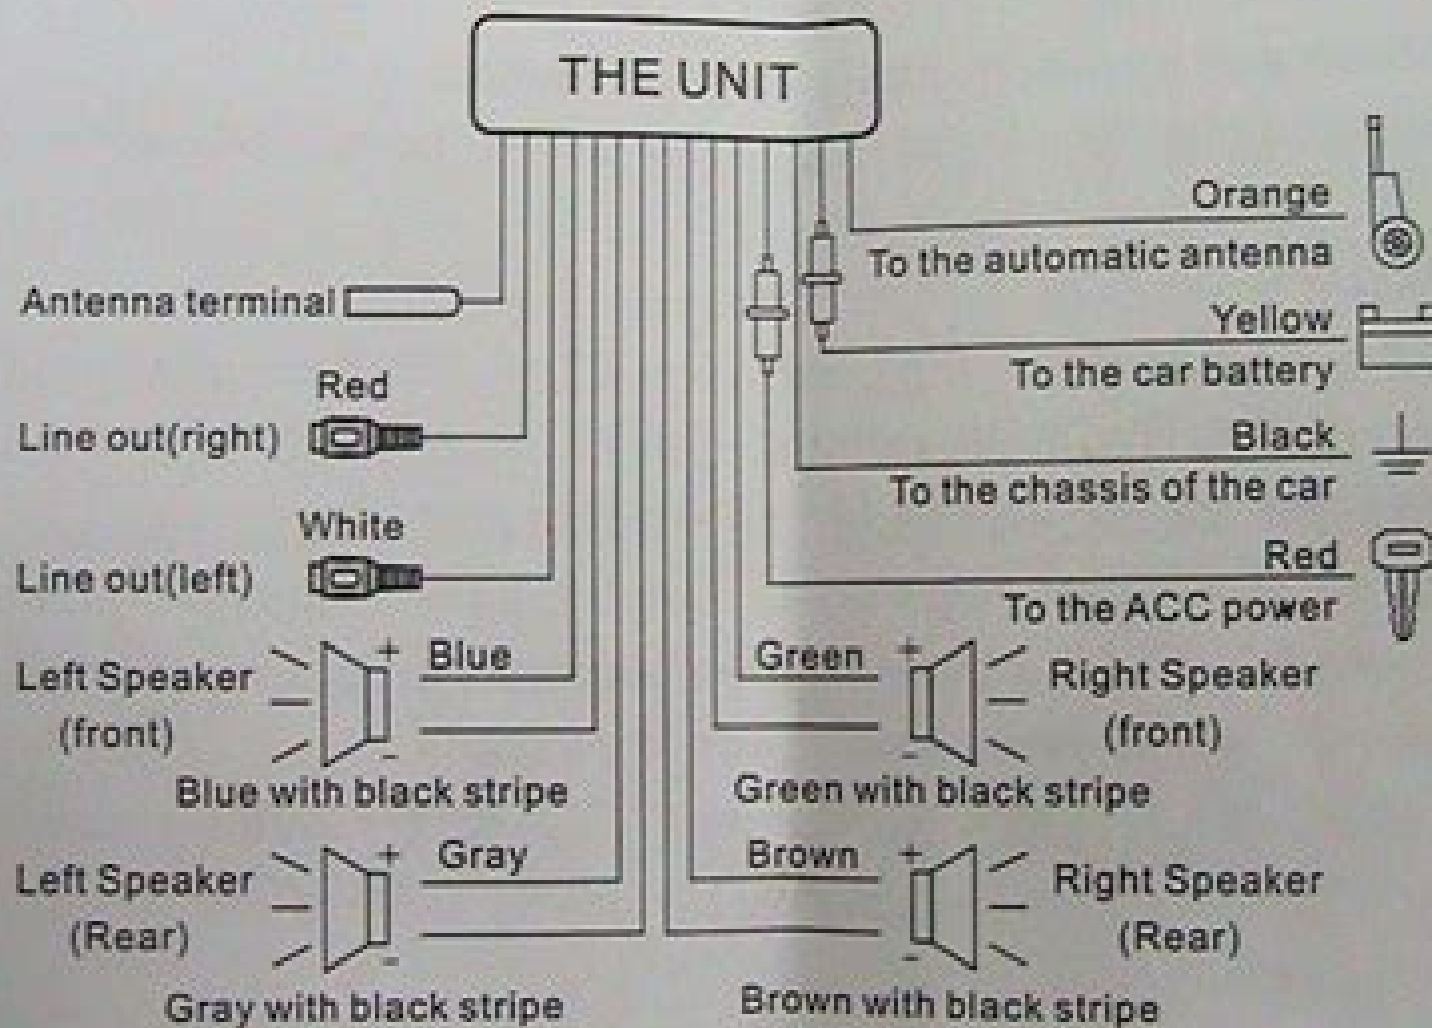 THE UNIT
Orange
To the automatic antenna
Antenna terminal
Yellow
To the car battery
Red
Line out(right)
Black
To the chassis of the car
White
Line out(left)
Red
To the ACC power
Left Speaker
(front)
+ Blue
-
Blue with black stripe
Green +
-
Right Speaker
(front)
Green with black stripe
Left Speaker
(Rear)
+ Gray
-
Gray with black stripe
Brown +
-
Right Speaker
(Rear)
Brown with black stripe